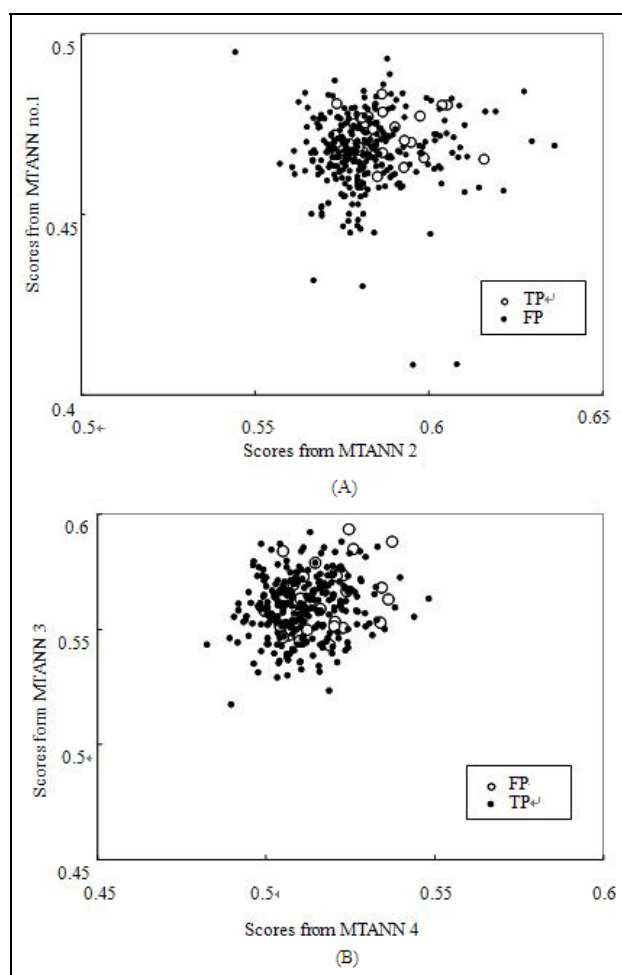 0.5
Scores from MTANN no.1
0.45
TP↵
FP
0.4
0.5
0.55
0.6
0.65
Scores from MTANN 2
(A)
0.6
Scores form MTANN 3
0.55
0.5
FP
TP↵
0.45
0.45
0.5
0.55
0.6
Scores from MTANN 4
(B)